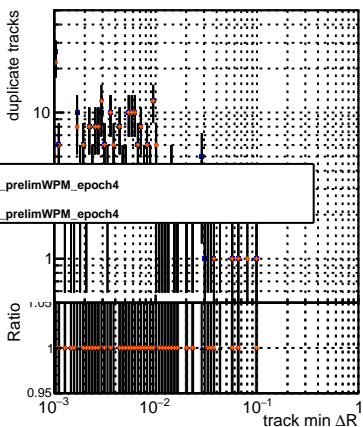 duplicate tracks
10
_prelimWPM_epoch4
_prelimWPM_epoch4
1
Ratio
1.05
1
0.95
10⁻³ 10⁻² 10⁻¹ 1
track min ΔR